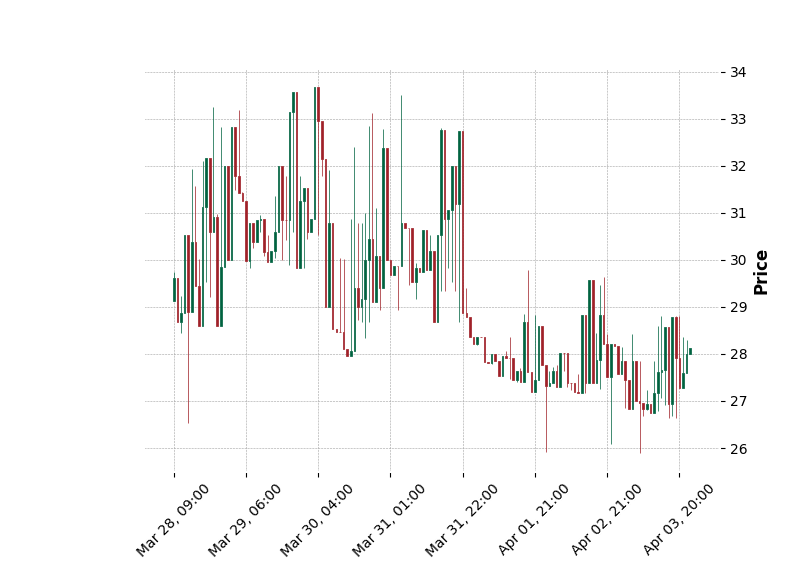 34
33
32
31
30
29
28
27
26
Price
Mar 28, 09:00
Mar 29, 06:00
Mar 30, 04:00
Mar 31, 01:00
Mar 31, 22:00
Apr 01, 21:00
Apr 02, 21:00
Apr 03, 20:00